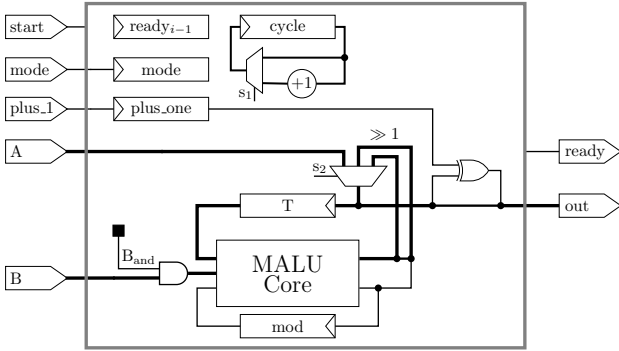 start
ready_{i−1}
cycle
mode
mode
+1
s_1
plus_1
plus_one
≫ 1
A
s_2
ready
T
out
B_and
B
MALU
Core
mod